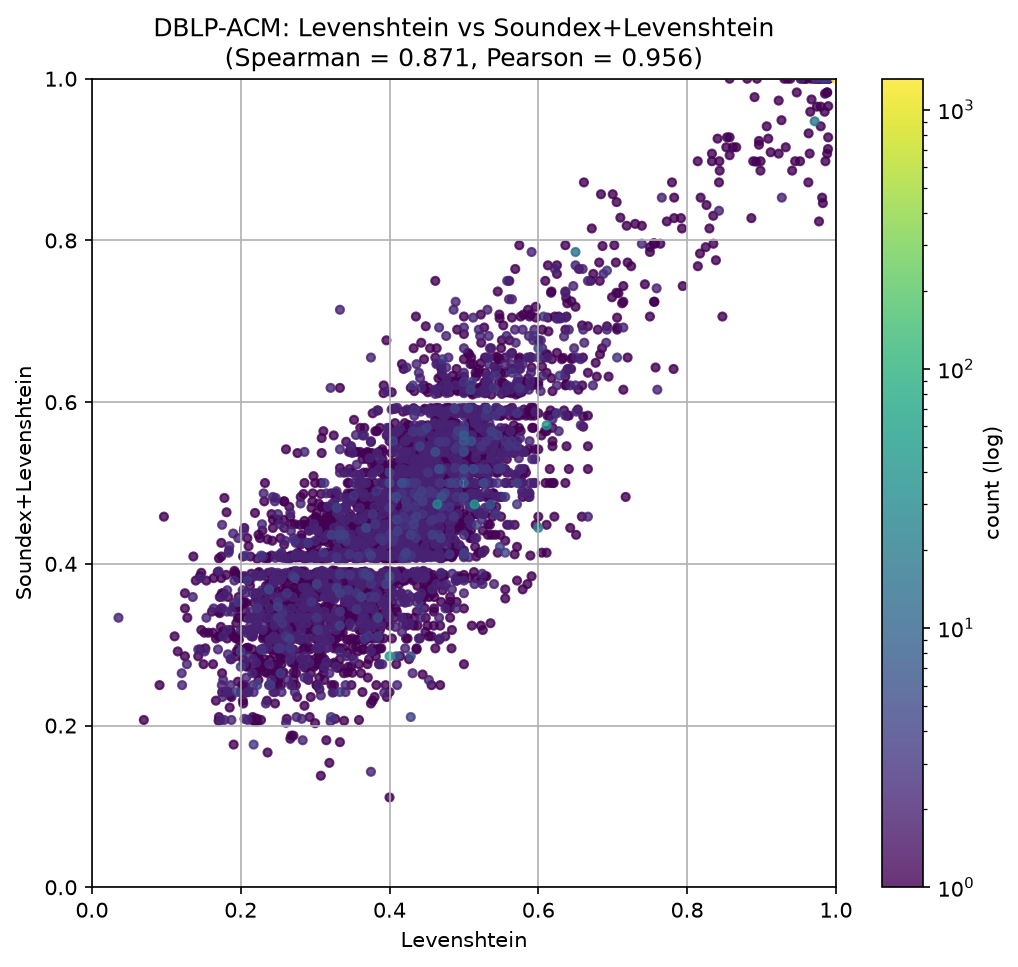 DBLP-ACM: Levenshtein vs Soundex+Levenshtein
(Spearman = 0.871, Pearson = 0.956)
1.0
0.8
0.6
0.4
0.2
0.0
Soundex+Levenshtein
0.0 0.2 0.4 0.6 0.8 1.0
Levenshtein
10³
10²
10¹
10⁰
count (log)